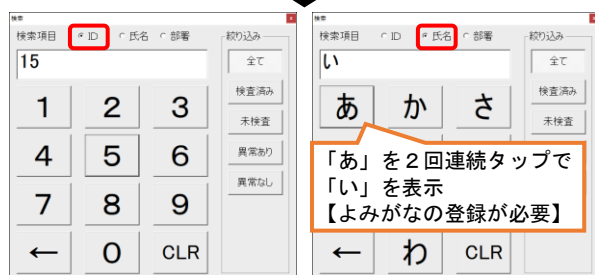 検索
検索項目 ID 氏名 部署
15
1 2 3
4 5 6
7 8 9
← 0 CLR
絞り込み
全て
検査済み
未検査
異常あり
異常なし
検索
検索項目 ID 氏名 部署
い
あ か さ
← わ CLR
絞り込み
全て
検査済み
未検査
「あ」を２回連続タップで
「い」を表示
【よみがなの登録が必要】